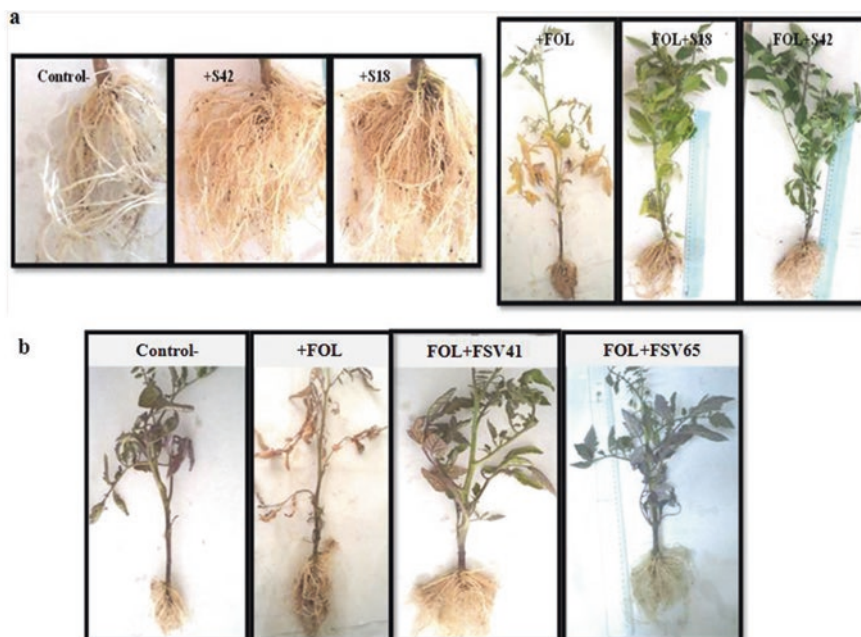 a
Control-
+S42
+S18
+FOL
FOL+S18
FOL+S42
b
Control-
+FOL
FOL+FSV41
FOL+FSV65